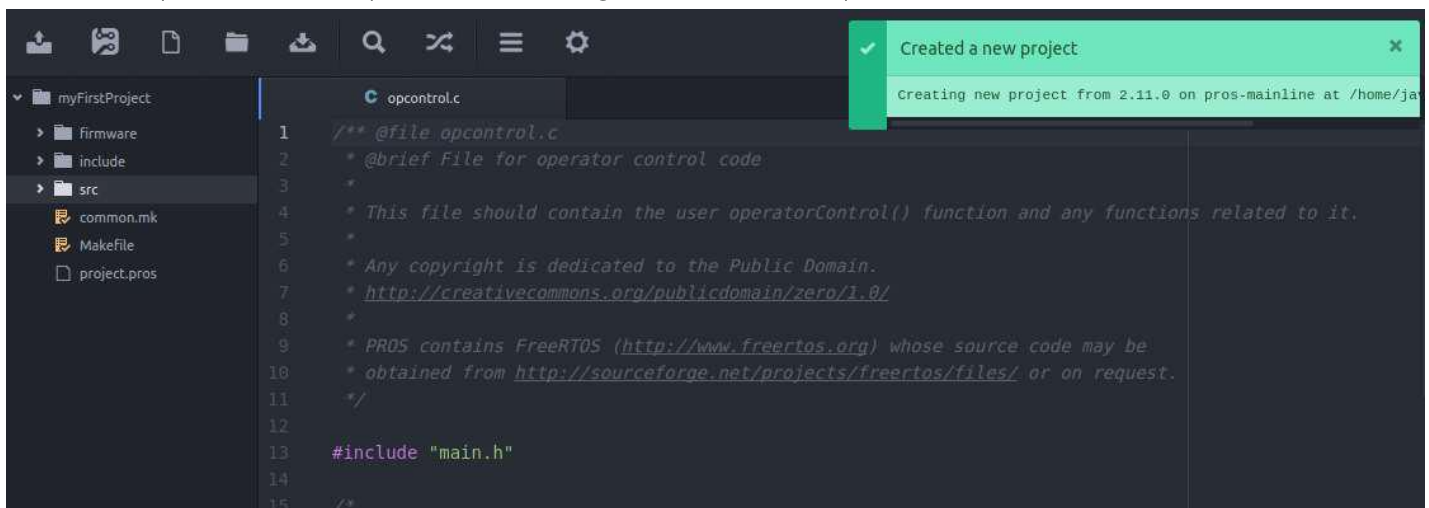 Created a new project
Creating new project from 2.11.0 on pros-mainline at /home/ja
myFirstProject
firmware
include
src
common.mk
Makefile
project.pros
opcontrol.c
1 /** @file opcontrol.c
2 * @brief File for operator control code
3 *
4 * This file should contain the user operatorControl() function and any functions related to it.
5 *
6 * Any copyright is dedicated to the Public Domain.
7 * http://creativecommons.org/publicdomain/zero/1.0/
8 *
9 * PROS contains FreeRTOS (http://www.freertos.org) whose source code may be
10 * obtained from http://sourceforge.net/projects/freertos/files/ or on request.
11 */
12
13 #include "main.h"
14
15 /*